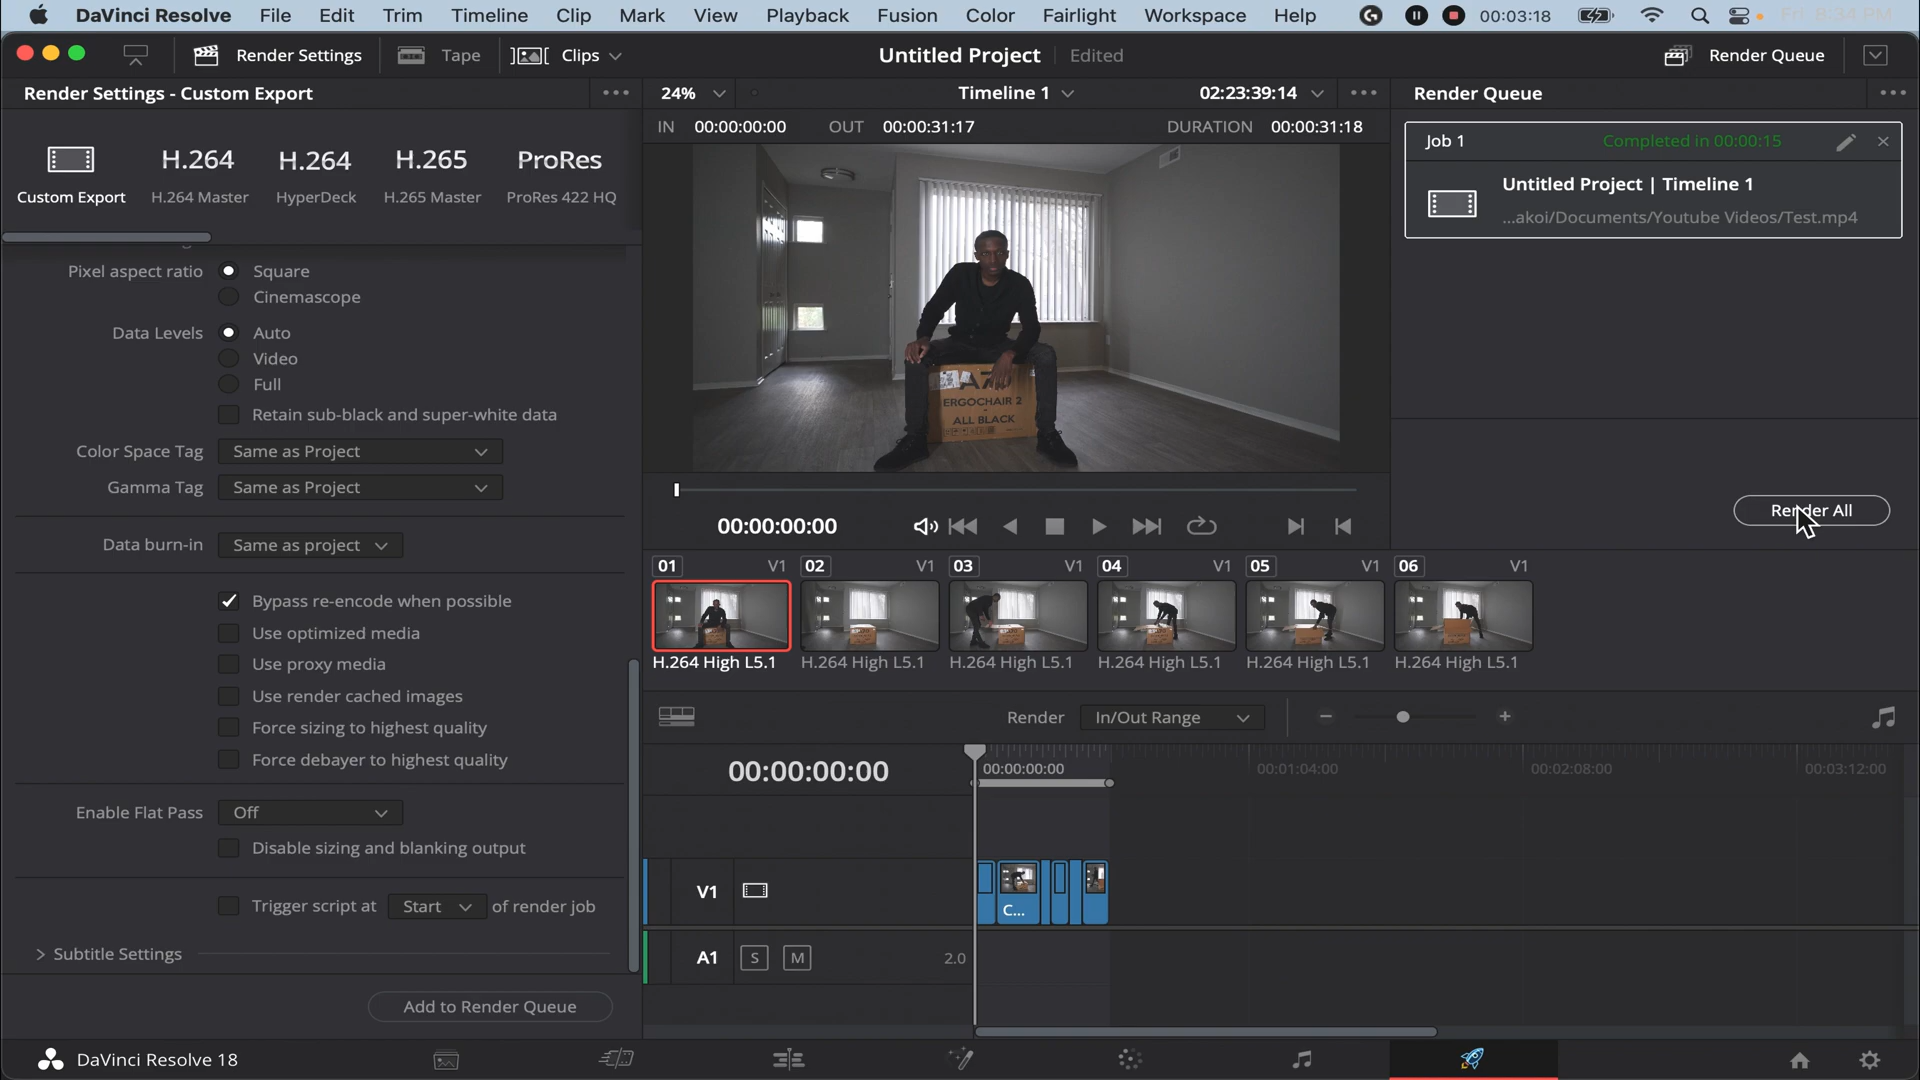 DaVinci Resolve File Edit Trim Timeline Clip Mark View Playback Fusion Color Fairlight Workspace Help 00:03:18 Fri 8:34 PM
Render Settings Tape Clips Untitled Project Edited Render Queue
Render Settings - Custom Export
24% Timeline 1 02:23:39:14
Render Queue
IN 00:00:00:00 OUT 00:00:31:17 DURATION 00:00:31:18
Job 1 Completed in 00:00:15
Untitled Project | Timeline 1
...akoi/Documents/Youtube Videos/Test.mp4
H.264 H.264 H.265 ProRes
Custom Export H.264 Master HyperDeck H.265 Master ProRes 422 HQ
Pixel aspect ratio Square
Cinemascope
Data Levels Auto
Video
Full
Retain sub-black and super-white data
Color Space Tag Same as Project
Gamma Tag Same as Project
Data burn-in Same as project
Bypass re-encode when possible
Use optimized media
Use proxy media
Use render cached images
Force sizing to highest quality
Force debayer to highest quality
Enable Flat Pass Off
Disable sizing and blanking output
Trigger script at Start of render job
Subtitle Settings
Add to Render Queue
ERGOCHAIR 2
ALL BLACK
00:00:00:00
Render All
01 V1 02 V1 03 V1 04 V1 05 V1 06 V1
H.264 High L5.1 H.264 High L5.1 H.264 High L5.1 H.264 High L5.1 H.264 High L5.1 H.264 High L5.1
Render In/Out Range
00:00:00:00 00:00:00:00 00:01:04:00 00:02:08:00 00:03:12:00
V1 C...
A1 S M 2.0
DaVinci Resolve 18